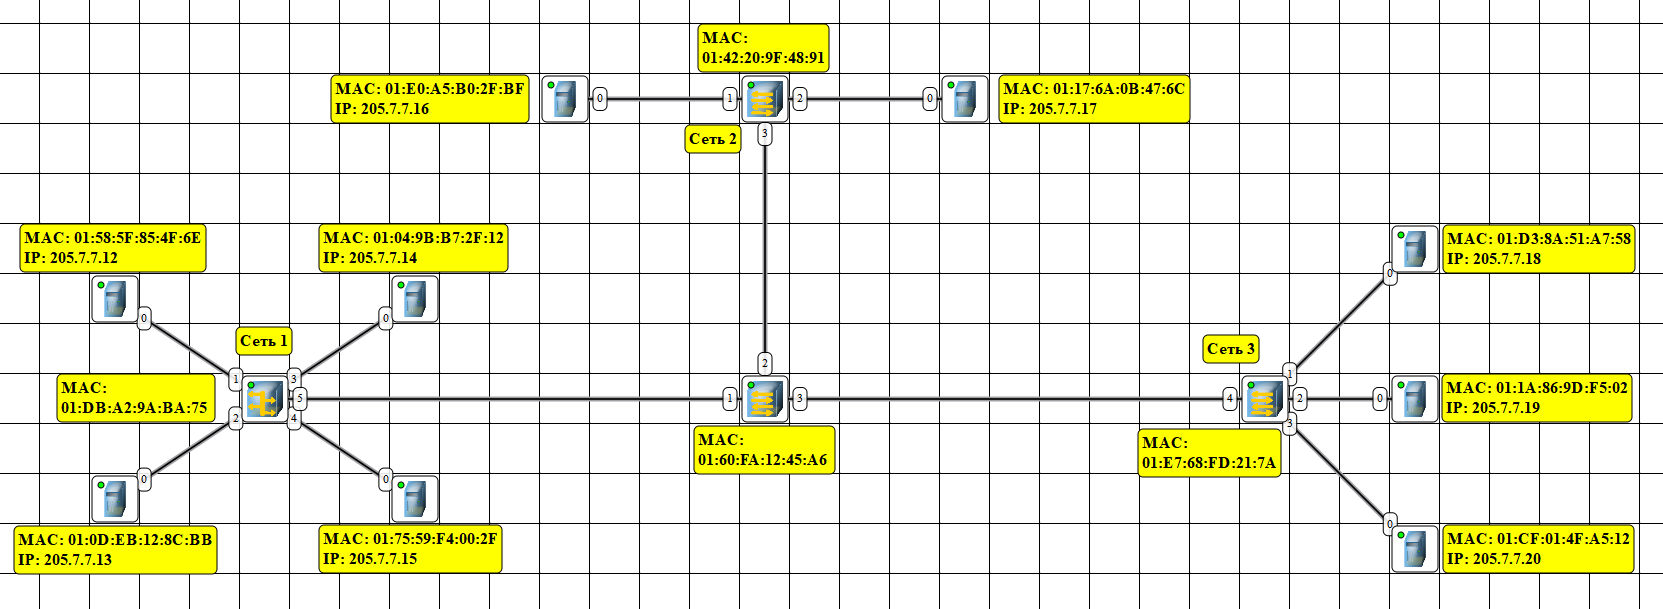 MAC:
01:42:20:9F:48:91
MAC: 01:E0:A5:B0:2F:BF
IP: 205.7.7.16
0
1
2
0
MAC: 01:17:6A:0B:47:6C
IP: 205.7.7.17
Сеть 2
3
MAC: 01:58:5F:85:4F:6E
IP: 205.7.7.12
MAC: 01:04:9B:B7:2F:12
IP: 205.7.7.14
MAC: 01:D3:8A:51:A7:58
IP: 205.7.7.18
0
0
0
Сеть 1
Сеть 3
2
1
3
1
MAC:
01:DB:A2:9A:BA:75
5
1
3
4
2
0
MAC: 01:1A:86:9D:F5:02
IP: 205.7.7.19
2
4
3
MAC:
01:60:FA:12:45:A6
MAC:
01:E7:68:FD:21:7A
0
0
0
MAC: 01:0D:EB:12:8C:BB
IP: 205.7.7.13
MAC: 01:75:59:F4:00:2F
IP: 205.7.7.15
MAC: 01:CF:01:4F:A5:12
IP: 205.7.7.20